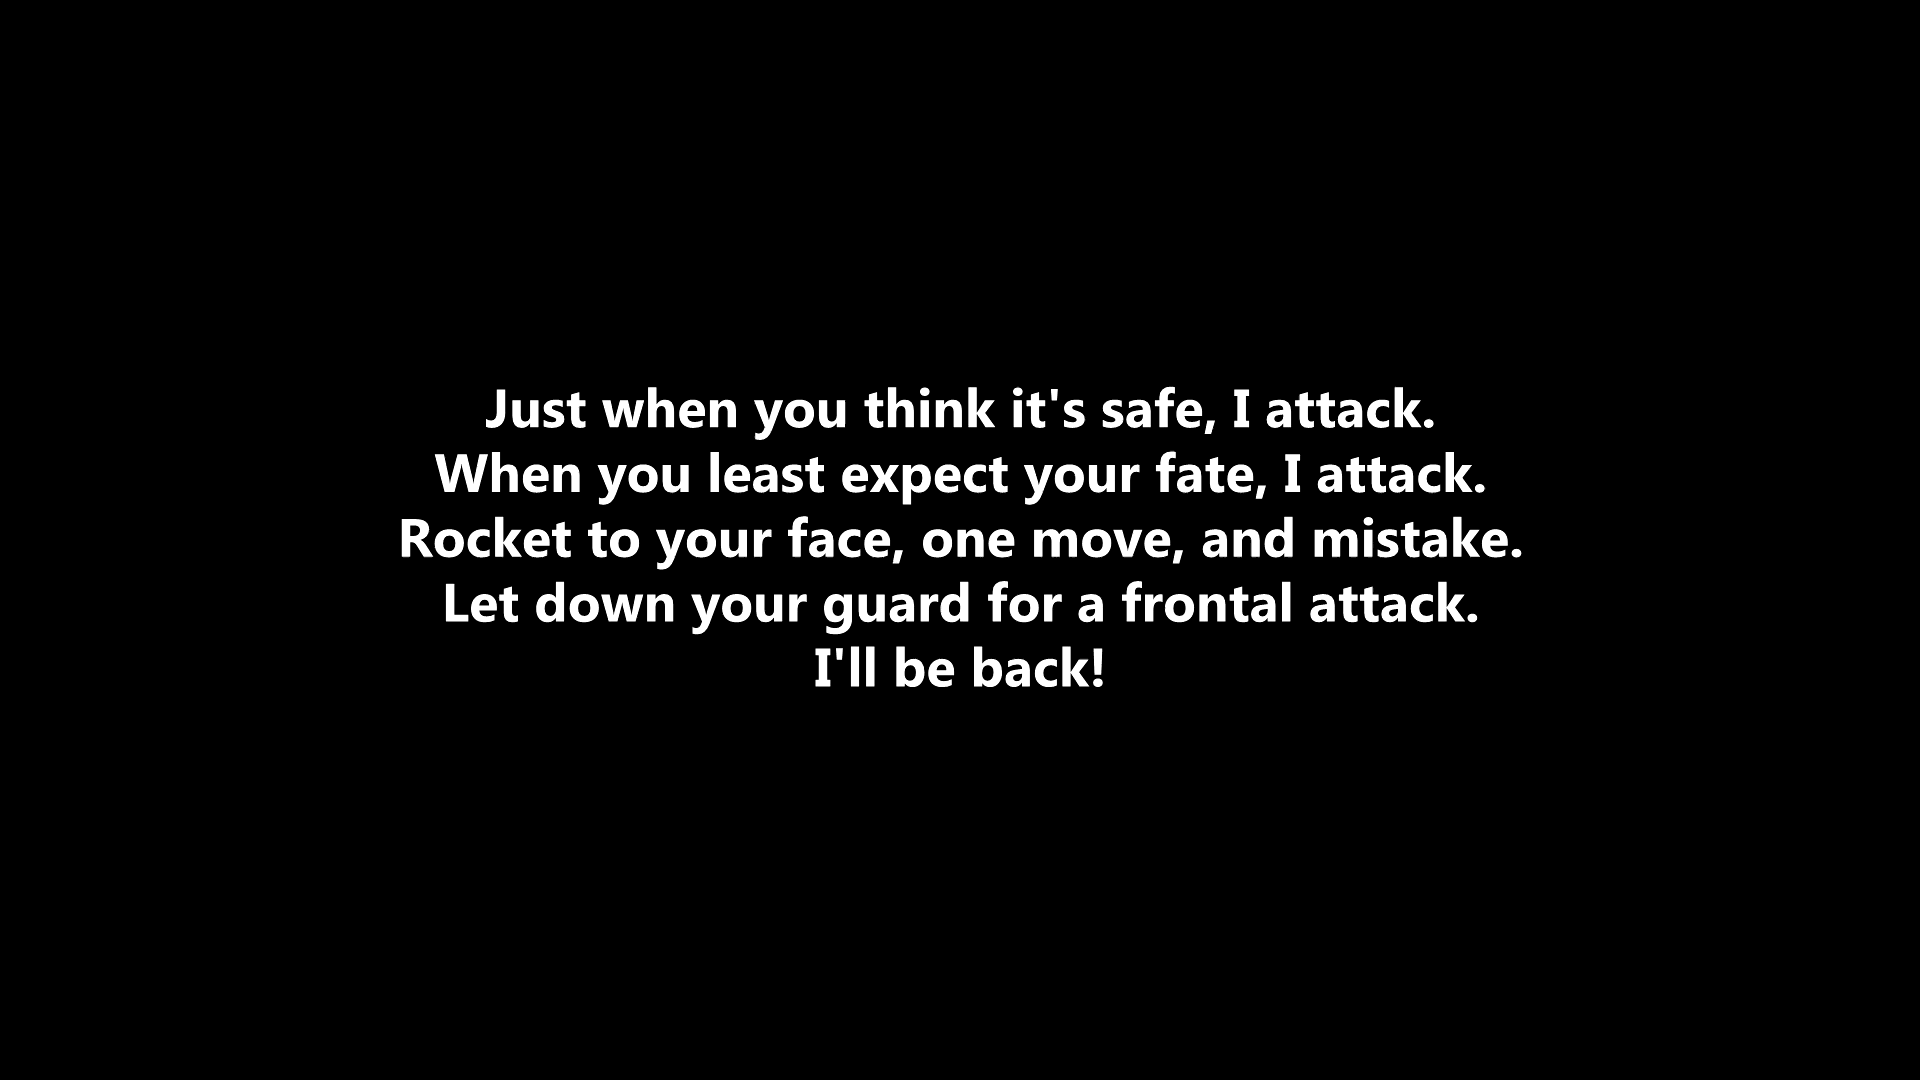 Just when you think it's safe, I attack.
When you least expect your fate, I attack.
Rocket to your face, one move, and mistake.
Let down your guard for a frontal attack.
I'll be back!